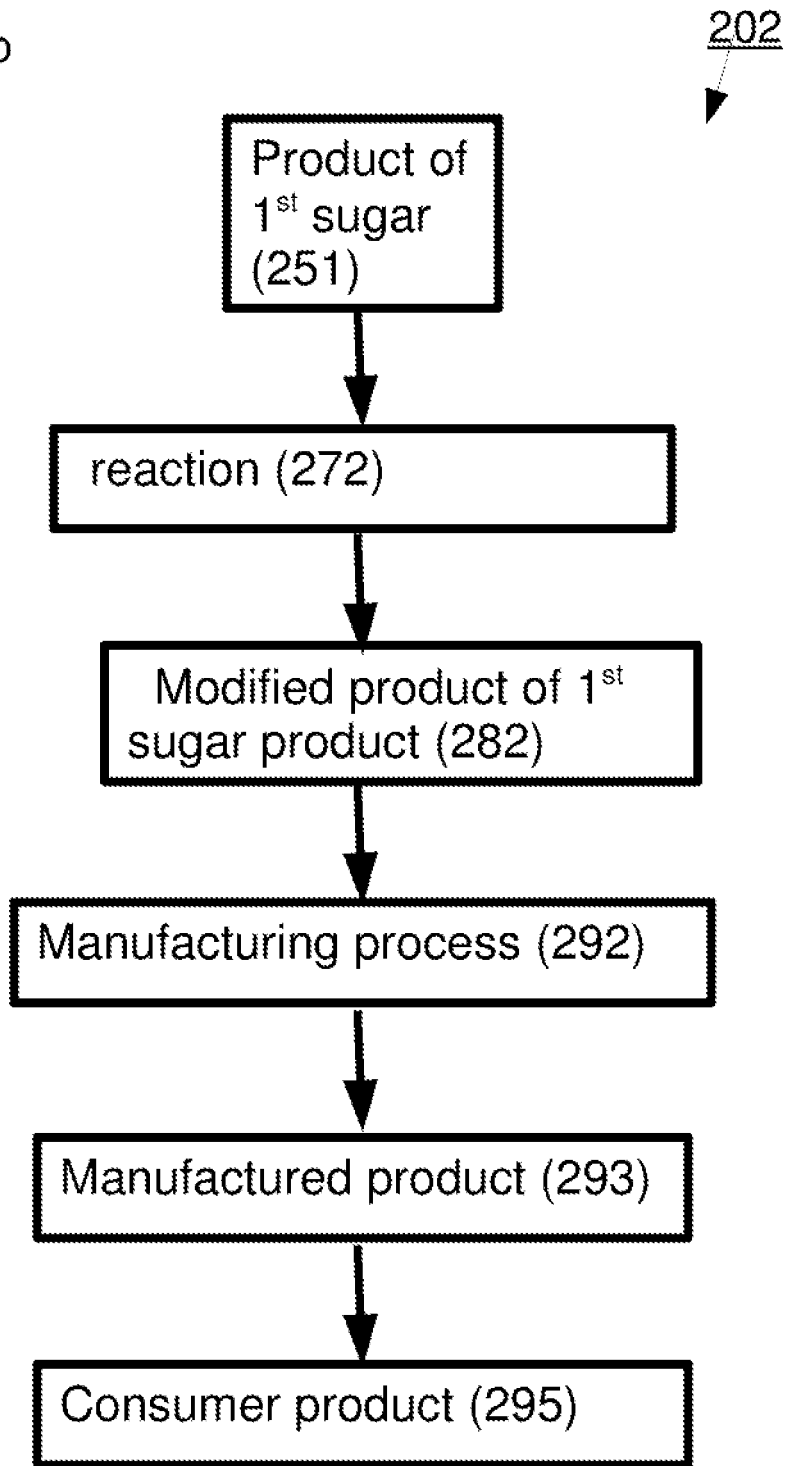 202
Product of
1st sugar
(251)
reaction (272)
Modified product of 1st
sugar product (282)
Manufacturing process (292)
Manufactured product (293)
Consumer product (295)